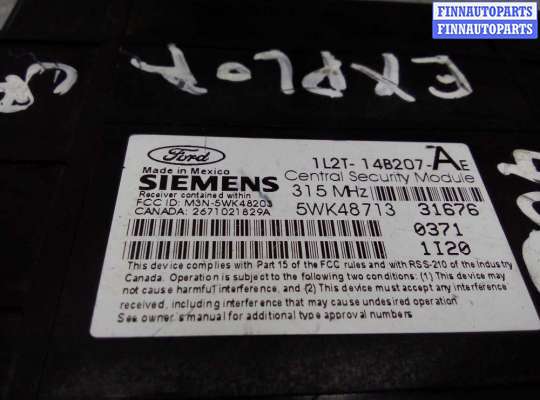 FINNAUTOPARTS
FINNAUTOPARTS
EXPLOR
Ford
Made in Mexico
SIEMENS
Receiver contained within
FCC ID: M3N-5WK48203
CANADA: 2671021829A
1L2T- 14B207-AE
Central Security Module
315 MHz
5WK48713 31676
0371
1I20
This device complies with Part 15 of the FCC rules and with RSS-210 of the Industry
Canada. Operation is subject to the following two conditions: (1) This device may
not cause harmful interference, and (2) This device must accept any interference
received, including interference that may cause undesired operation
See owner's manual for additional type approval numbers